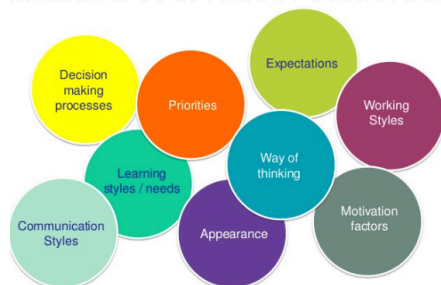 Decision
making
processes
Priorities
Expectations
Working
Styles
Learning
styles / needs
Way of
thinking
Communication
Styles
Appearance
Motivation
factors